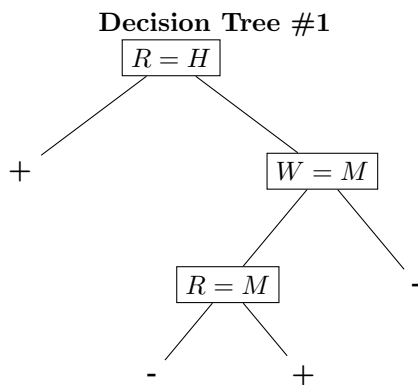 Decision Tree #1
R = H
+
W = M
R = M
-
-
+